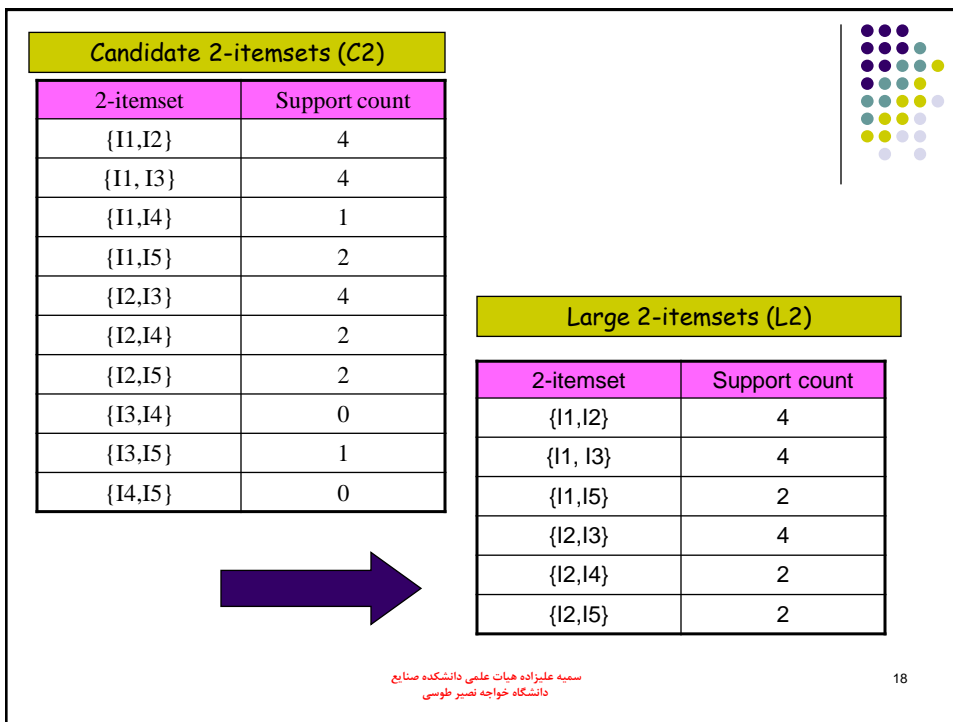 Candidate 2-itemsets (C2)
2-itemset Support count
{I1,I2} 4
{I1, I3} 4
{I1,I4} 1
{I1,I5} 2
{I2,I3} 4
{I2,I4} 2
{I2,I5} 2
{I3,I4} 0
{I3,I5} 1
{I4,I5} 0
Large 2-itemsets (L2)
2-itemset Support count
{I1,I2} 4
{I1, I3} 4
{I1,I5} 2
{I2,I3} 4
{I2,I4} 2
{I2,I5} 2
سمیه علیزاده هیات علمی دانشکده صنایع
دانشگاه خواجه نصیر طوسی
18